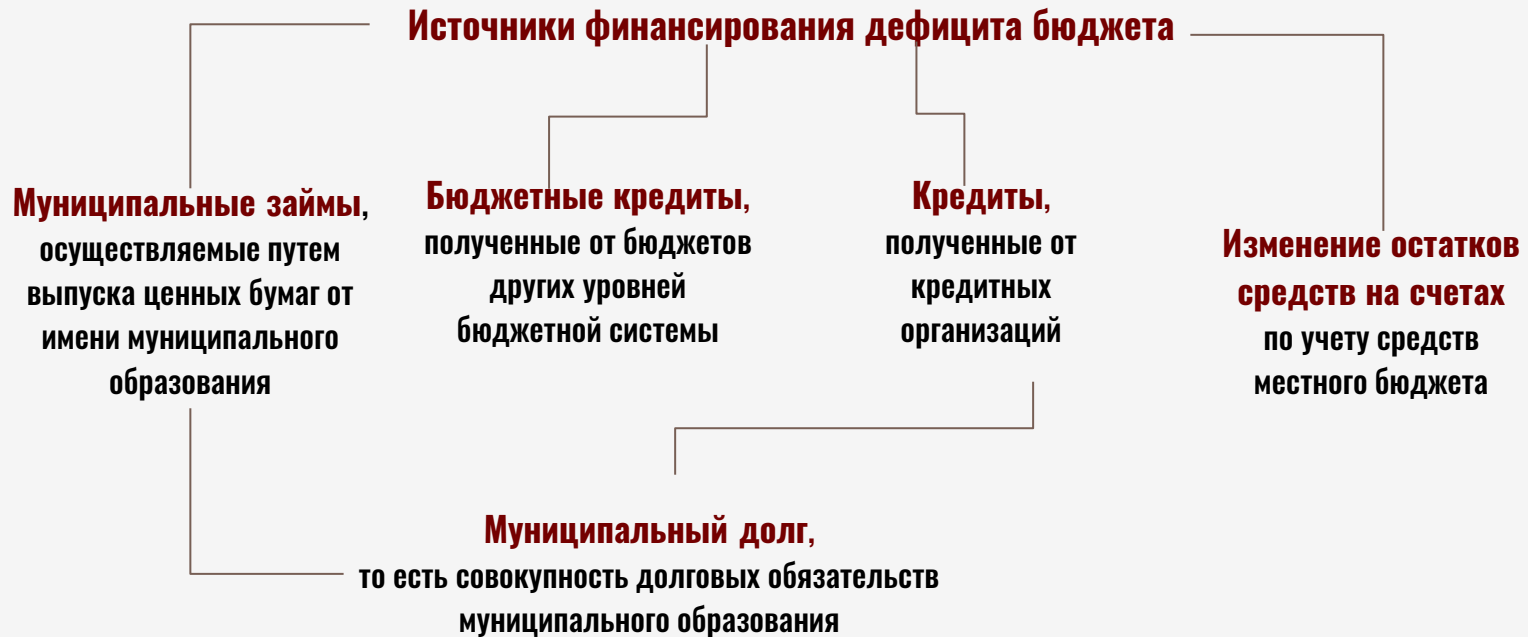 Источники финансирования дефицита бюджета
Муниципальные займы,
осуществляемые путем
выпуска ценных бумаг от
имени муниципального
образования
Бюджетные кредиты,
полученные от бюджетов
других уровней
бюджетной системы
Кредиты,
полученные от
кредитных
организаций
Изменение остатков
средств на счетах
по учету средств
местного бюджета
Муниципальный долг,
то есть совокупность долговых обязательств
муниципального образования